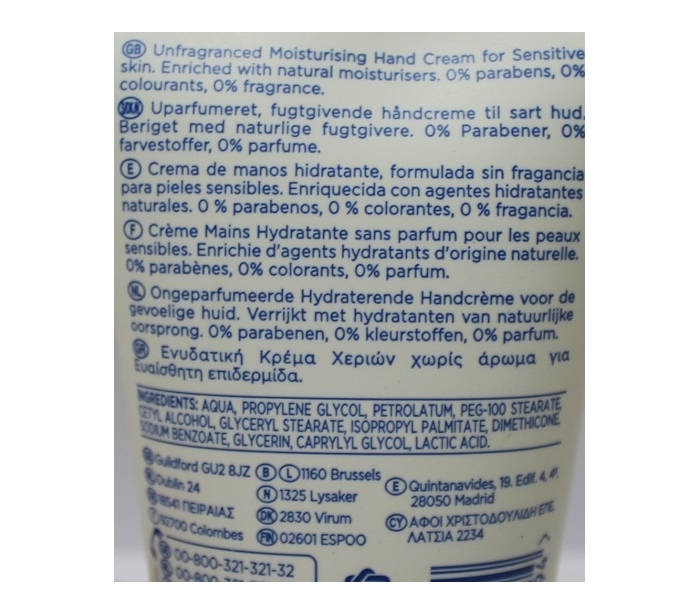 GB Unfragranced Moisturising Hand Cream for Sensitive
skin. Enriched with natural moisturisers. 0% parabens, 0%
colourants, 0% fragrance.
Uparfumeret, fugtgivende håndcreme til sart hud.
Beriget med naturlige fugtgivere. 0% Parabener, 0%
farvestoffer, 0% parfume.
E Crema de manos hidratante, formulada sin fragancia
para pieles sensibles. Enriquecida con agentes hidratantes
naturales. 0 % parabenos, 0 % colorantes, 0 % fragancia.
F Crème Mains Hydratante sans parfum pour les peaux
sensibles. Enrichie d'agents hydratants d'origine naturelle.
0% parabènes, 0% colorants, 0% parfum.
NL Ongeparfumeerde Hydraterende Handcrème voor de
gevoelige huid. Verrijkt met hydratanten van natuurlijke
oorsprong. 0% parabenen, 0% kleurstoffen, 0% parfum.
GR Ενυδατική Κρέμα Χεριών χωρίς άρωμα για
Ευαίσθητη επιδερμίδα.
INGREDIENTS: AQUA, PROPYLENE GLYCOL, PETROLATUM, PEG-100 STEARATE,
CETYL ALCOHOL, GLYCERYL STEARATE, ISOPROPYL PALMITATE, DIMETHICONE,
SODIUM BENZOATE, GLYCERIN, CAPRYLYL GLYCOL, LACTIC ACID.
GB Guildford GU2 8JZ
Dublin 24
18541 ΠΕΙΡΑΙΑΣ
92700 Colombes
B L 1160 Brussels
N 1325 Lysaker
DK 2830 Virum
FIN 02601 ESPOO
E Quintanavides, 19. Edif. 4, 4ª,
28050 Madrid
CY ΑΦΟΙ ΧΡΙΣΤΟΔΟΥΛΙΔΗ ΕΠΕ,
ΛΑΤΣΙΑ 2234
GB 00-800-321-321-32